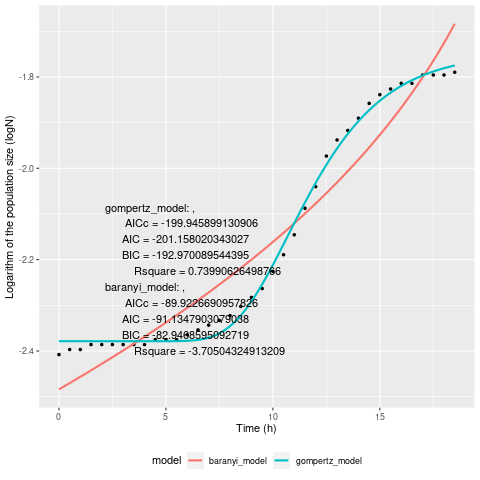 Logarithm of the population size (logN)
-1.8
-2.0
-2.2
-2.4
gompertz_model: ,
AICc = -199.945899130906
AIC = -201.158020343027
BIC = -192.970089544395
Rsquare = 0.7399062649
baranyi_model: ,
AICc = -89.9226690957826
AIC = -91.134790307
BIC = -82.9468595092719
Rsquare = -3.70504324913209
0
5
10
15
Time (h)
model baranyi_model gompertz_model